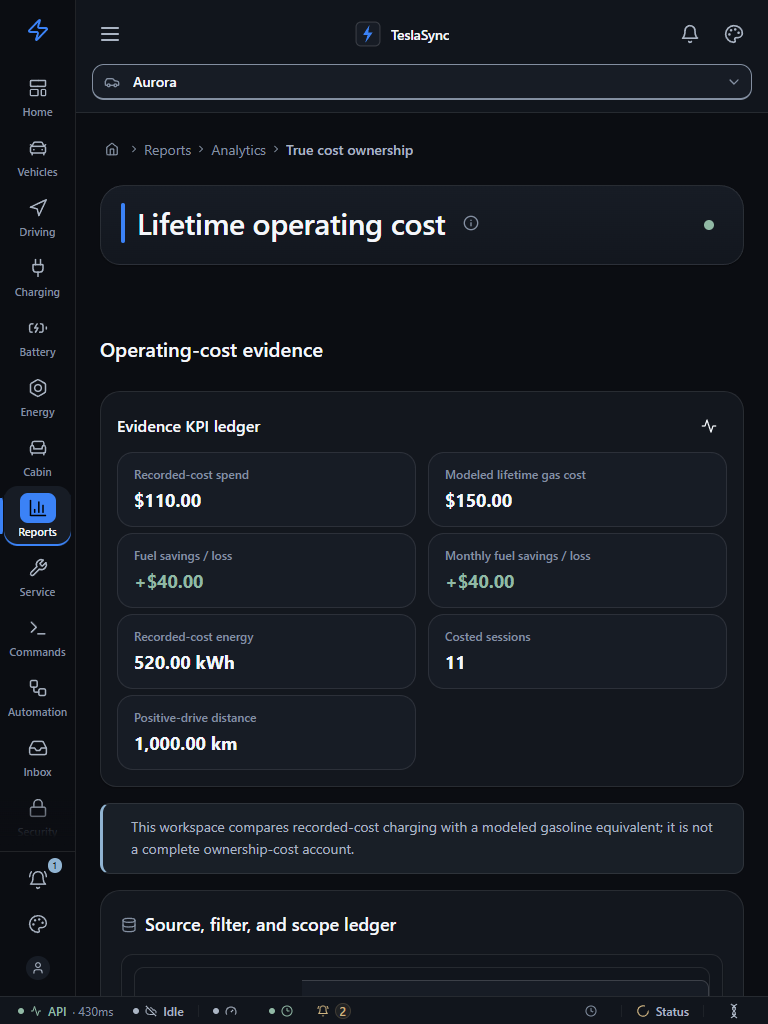 TeslaSync
Aurora
Home
Vehicles
Driving
Charging
Battery
Energy
Cabin
Reports
Service
Commands
Automation
Inbox
Security
1
Reports
Analytics
True cost ownership
Lifetime operating cost
Operating-cost evidence
Evidence KPI ledger
Recorded-cost spend
$110.00
Modeled lifetime gas cost
$150.00
Fuel savings / loss
+$40.00
Monthly fuel savings / loss
+$40.00
Recorded-cost energy
520.00 kWh
Costed sessions
11
Positive-drive distance
1,000.00 km
This workspace compares recorded-cost charging with a modeled gasoline equivalent; it is not
a complete ownership-cost account.
Source, filter, and scope ledger
API · 430ms
Idle
2
Status